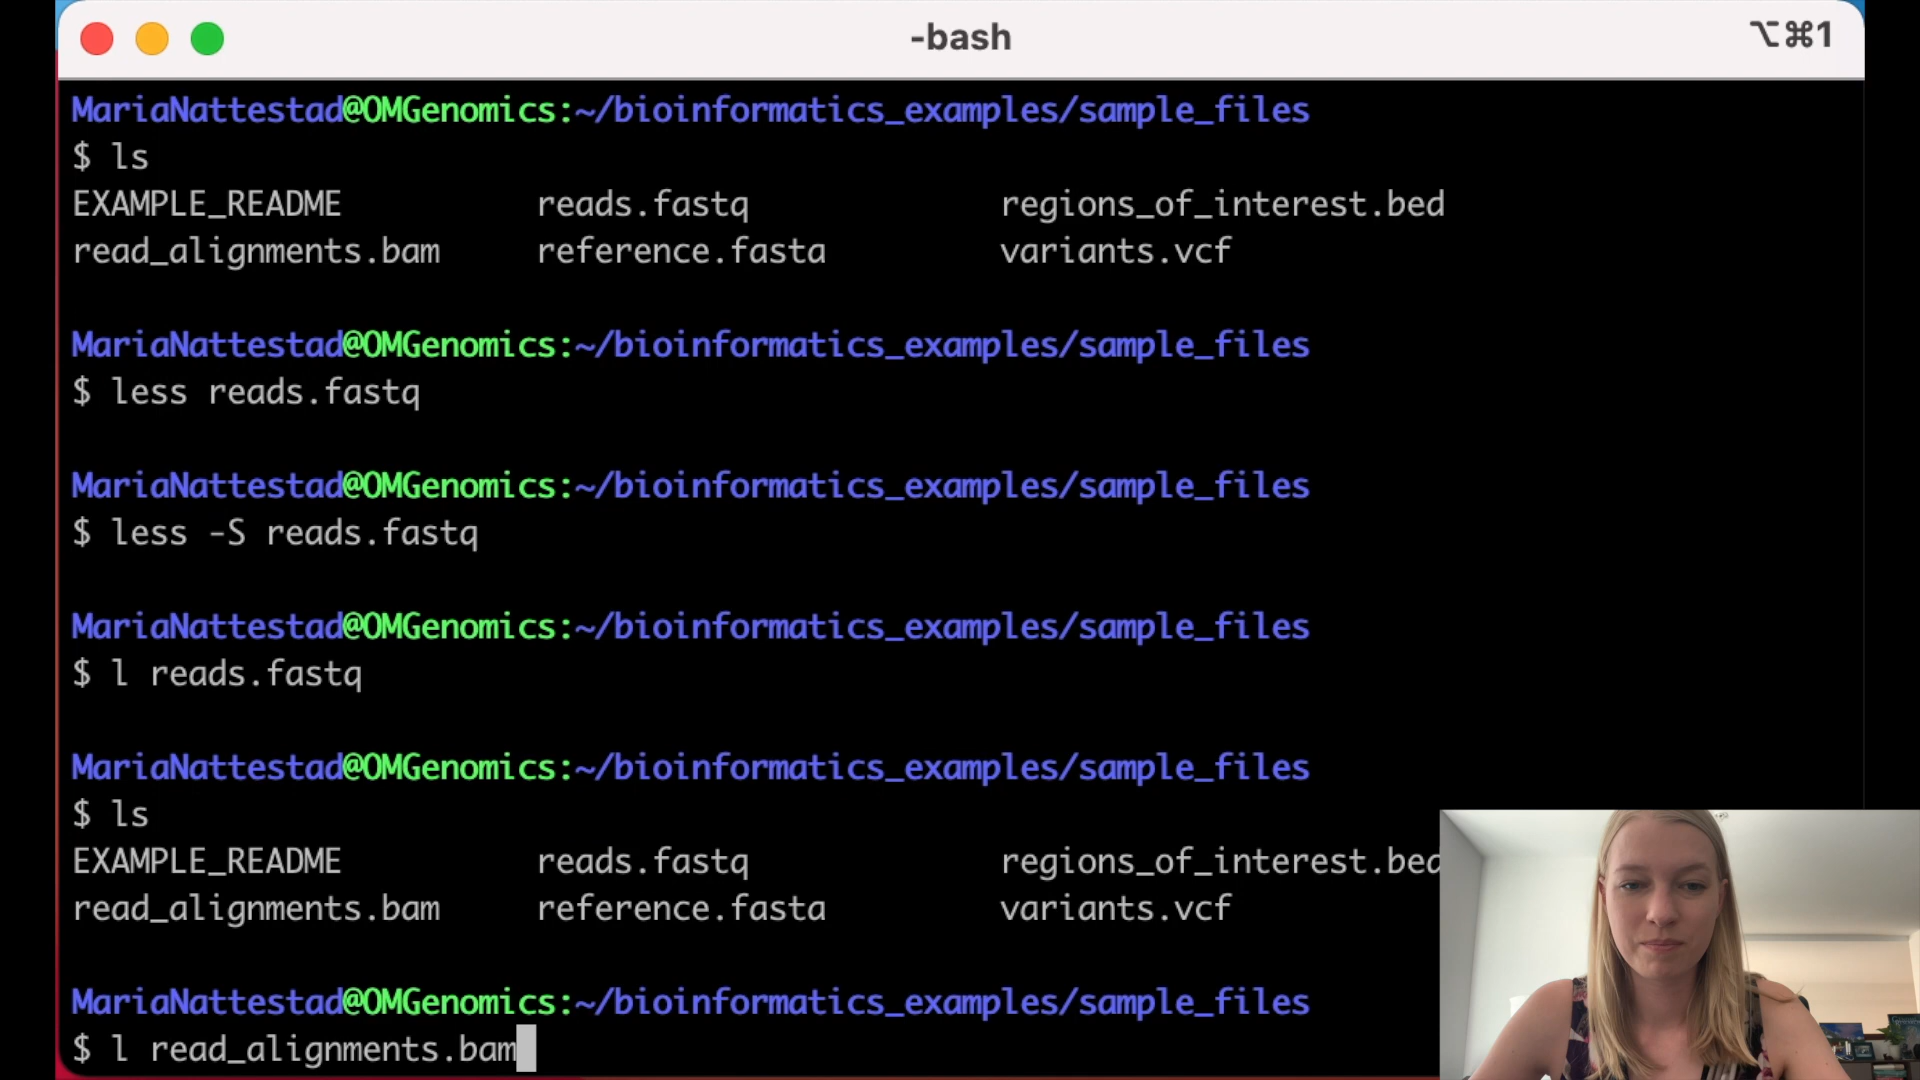 -bash
⌥⌘1
MariaNattestad@OMGenomics:~/bioinformatics_examples/sample_files
$ ls
EXAMPLE_README reads.fastq regions_of_interest.bed
read_alignments.bam reference.fasta variants.vcf
MariaNattestad@OMGenomics:~/bioinformatics_examples/sample_files
$ less reads.fastq
MariaNattestad@OMGenomics:~/bioinformatics_examples/sample_files
$ less -S reads.fastq
MariaNattestad@OMGenomics:~/bioinformatics_examples/sample_files
$ l reads.fastq
MariaNattestad@OMGenomics:~/bioinformatics_examples/sample_files
$ ls
EXAMPLE_README reads.fastq regions_of_interest.bed
read_alignments.bam reference.fasta variants.vcf
MariaNattestad@OMGenomics:~/bioinformatics_examples/sample_files
$ l read_alignments.bam